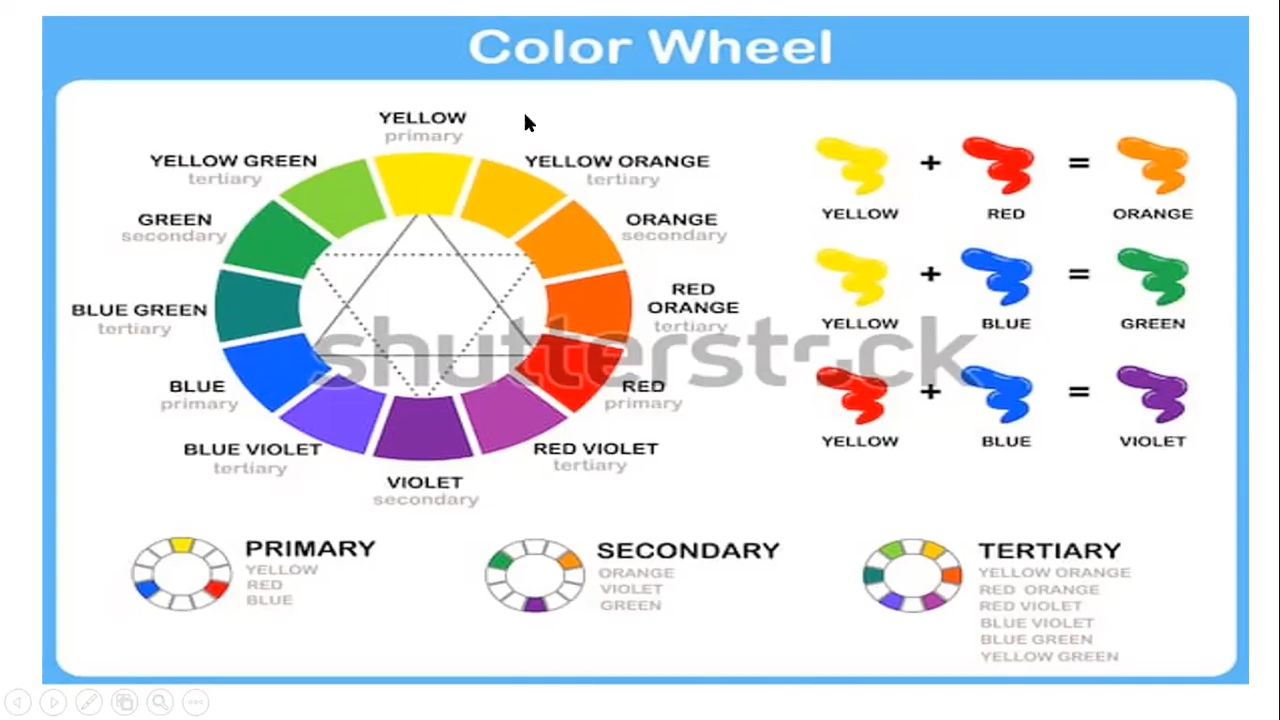 Color Wheel
YELLOW
primary
YELLOW GREEN
tertiary
YELLOW ORANGE
tertiary
GREEN
secondary
ORANGE
secondary
BLUE GREEN
tertiary
RED
ORANGE
tertiary
BLUE
primary
RED
primary
BLUE VIOLET
tertiary
RED VIOLET
tertiary
VIOLET
secondary
shutterstock
+
=
YELLOW
RED
ORANGE
+
=
YELLOW
BLUE
GREEN
+
=
YELLOW
BLUE
VIOLET
PRIMARY
YELLOW
RED
BLUE
SECONDARY
ORANGE
VIOLET
GREEN
TERTIARY
YELLOW ORANGE
RED ORANGE
RED VIOLET
BLUE VIOLET
BLUE GREEN
YELLOW GREEN